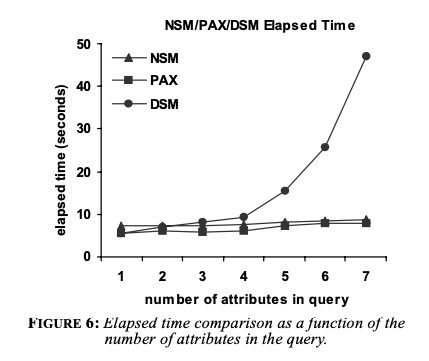 NSM/PAX/DSM Elapsed Time
50
40
30
20
10
0
elapsed time (seconds)
NSM
PAX
DSM
1 2 3 4 5 6 7
number of attributes in query
FIGURE 6: Elapsed time comparison as a function of the
number of attributes in the query.